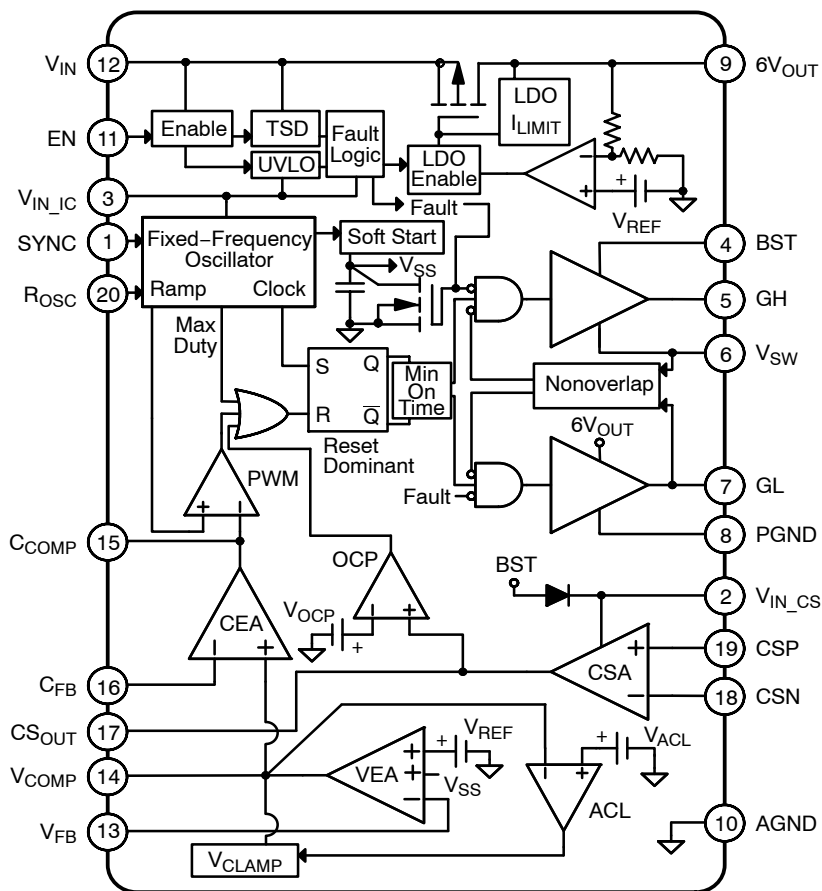 V_IN 12
9 6V_OUT
LDO
I_LIMIT
EN 11
Enable
TSD
Fault
Logic
UVLO
LDO
Enable
−
+
+
V_REF
V_IN_IC 3
Fault
SYNC 1
Fixed−Frequency
Oscillator
Ramp Clock
Soft Start
V_SS
4 BST
R_OSC 20
5 GH
Max
Duty
6 V_SW
S Q
R Q̅
Min
On
Time
Nonoverlap
Reset
Dominant
6V_OUT
PWM
+ −
Fault
7 GL
8 PGND
C_COMP 15
OCP
− +
V_OCP
+
BST
2 V_IN_CS
CEA
− +
CSA
+
−
19 CSP
18 CSN
C_FB 16
CS_OUT 17
V_COMP 14
VEA
+
+
−
+
V_REF
V_SS
− +
ACL
+
V_ACL
V_FB 13
10 AGND
V_CLAMP